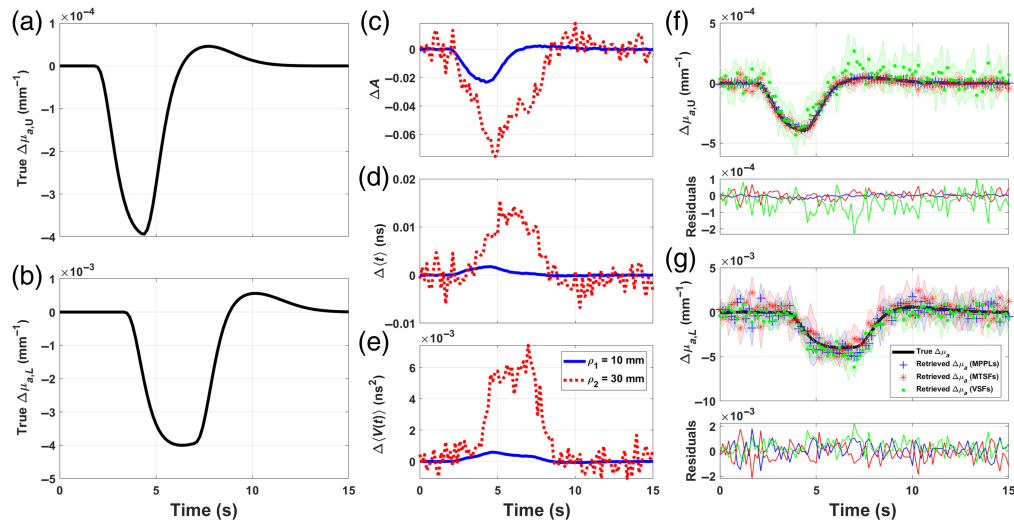 (a)
×10⁻⁴
True Δμa,U (mm⁻¹)
1
0
−1
−2
−3
−4
(b)
×10⁻³
True Δμa,L (mm⁻¹)
1
0
−1
−2
−3
−4
−5
0 5 10 15
Time (s)
(c)
ΔA
0
−0.02
−0.04
−0.06
(d)
Δ⟨t⟩ (ns)
0.02
0.01
0
−0.01
(e)
×10⁻³
Δ⟨V(t)⟩ (ns²)
6
4
2
0
ρ₁ = 10 mm
ρ₂ = 30 mm
0 5 10 15
Time (s)
(f)
×10⁻⁴
Δμa,U (mm⁻¹)
5
0
−5
×10⁻⁴
Residuals
1
0
−1
−2
(g)
×10⁻³
Δμa,L (mm⁻¹)
5
0
−5
−10
True Δμa
Retrieved Δμa (MPPLs)
Retrieved Δμa (MTSFs)
Retrieved Δμa (VSFs)
×10⁻³
Residuals
2
0
−2
0 5 10 15
Time (s)